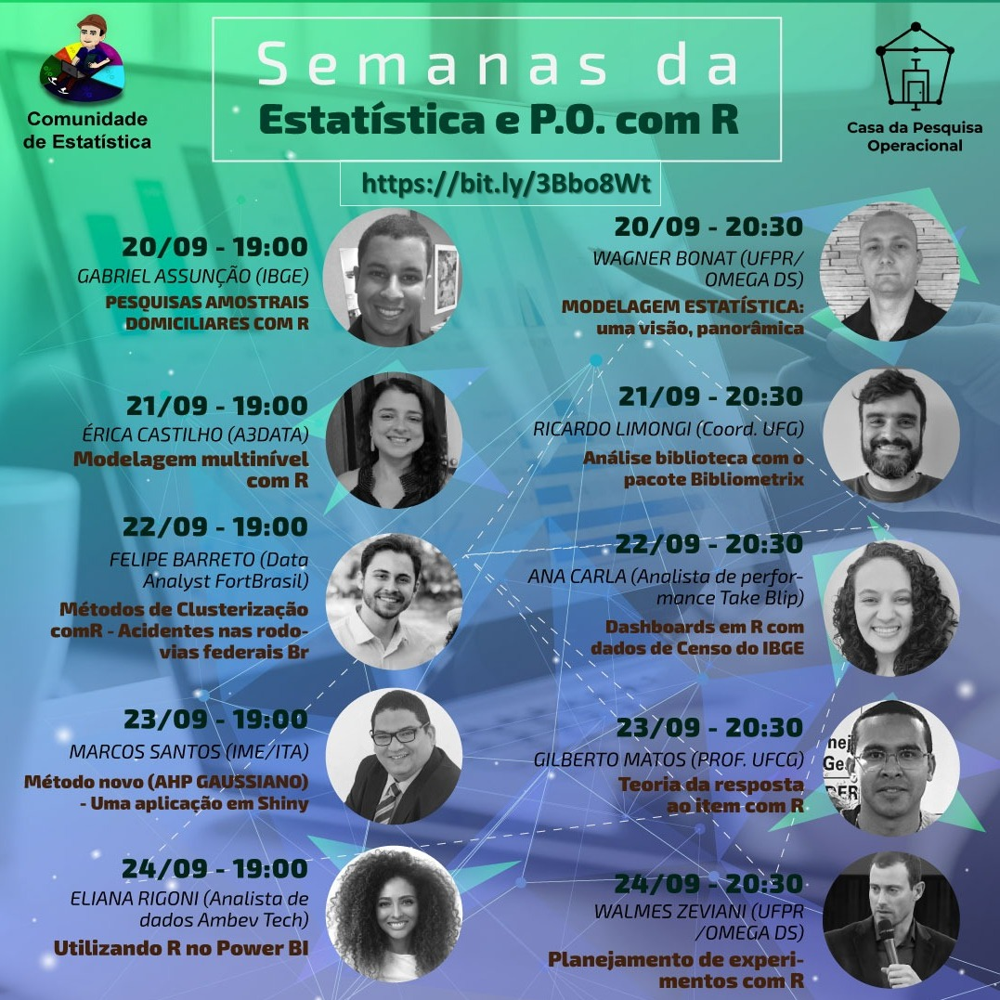 Comunidade
de Estatística
Semanas da
Estatística e P.O. com R
https://bit.ly/3Bbo8Wt
Casa da Pesquisa
Operacional
20/09 - 19:00
GABRIEL ASSUNÇÃO (IBGE)
PESQUISAS AMOSTRAIS
DOMICILIARES COM R
20/09 - 20:30
WAGNER BONAT (UFPR/
OMEGA DS)
MODELAGEM ESTATÍSTICA:
uma visão, panorâmica
21/09 - 19:00
ÉRICA CASTILHO (A3DATA)
Modelagem multinível
com R
21/09 - 20:30
RICARDO LIMONGI (Coord. UFG)
Análise biblioteca com o
pacote Bibliometrix
22/09 - 19:00
FELIPE BARRETO (Data
Analyst FortBrasil)
Métodos de Clusterização
comR - Acidentes nas rodo-
vias federais Br
22/09 - 20:30
ANA CARLA (Analista de perfor-
mance Take Blip)
Dashboards em R com
dados de Censo do IBGE
23/09 - 19:00
MARCOS SANTOS (IME/ITA)
Método novo (AHP GAUSSIANO)
- Uma aplicação em Shiny
23/09 - 20:30
GILBERTO MATOS (PROF. UFCG)
Teoria da resposta
ao item com R
24/09 - 19:00
ELIANA RIGONI (Analista de
dados Ambev Tech)
Utilizando R no Power BI
24/09 - 20:30
WALMES ZEVIANI (UFPR
/OMEGA DS)
Planejamento de experi-
mentos com R